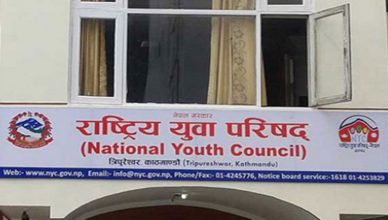 नेपाल सरकार
राष्ट्रिय युवा परिषद
(National Youth Council)
त्रिपुरेश्वर, काठमाण्डौ (Tripureshwar, Kathmandu)
Web:- www.nyc.gov.np, Email:- info@nyc.gov.np, Phone/Fax:- 01-4245776, Notice board service:- 1618 01 4253829